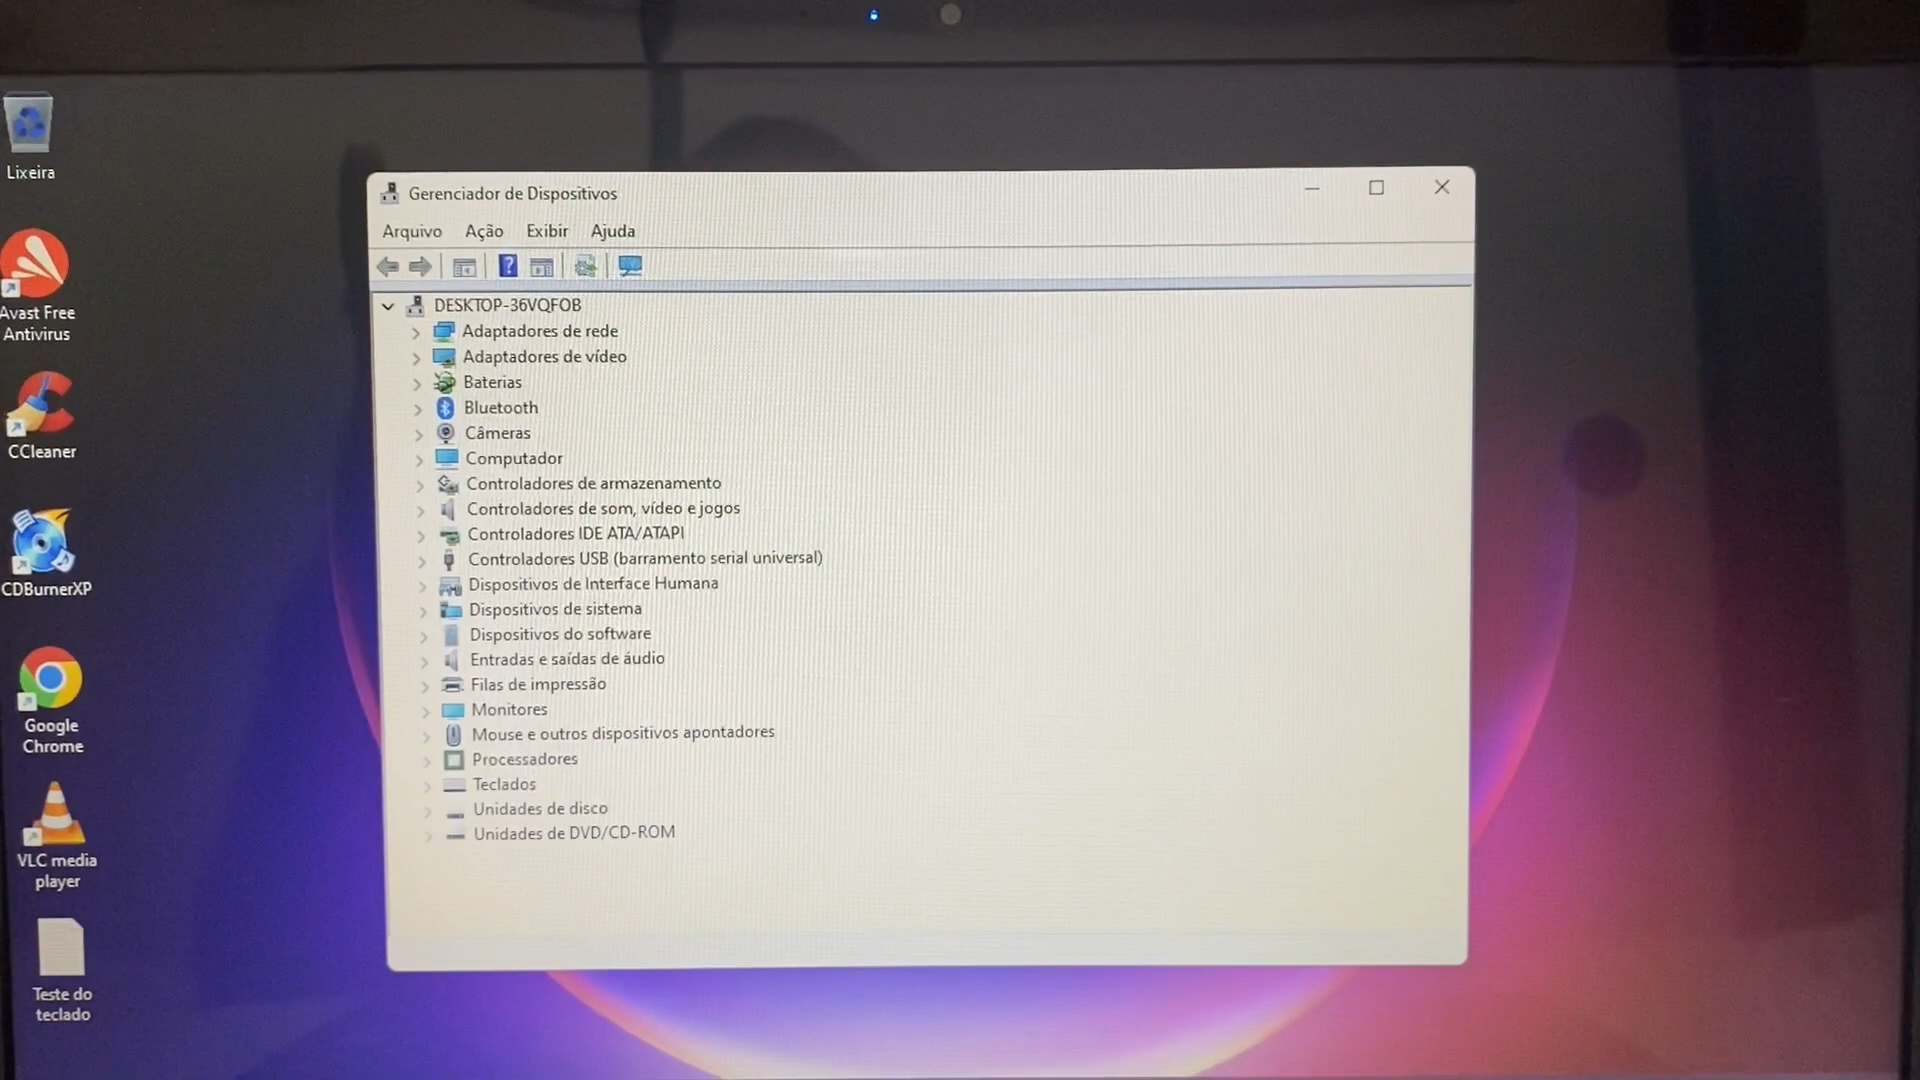 Lixeira
Avast Free
Antivirus
CCleaner
CDBurnerXP
Google
Chrome
VLC media
player
Teste do
teclado
Gerenciador de Dispositivos
Arquivo Ação Exibir Ajuda
DESKTOP-36VQFOB
Adaptadores de rede
Adaptadores de vídeo
Baterias
Bluetooth
Câmeras
Computador
Controladores de armazenamento
Controladores de som, vídeo e jogos
Controladores IDE ATA/ATAPI
Controladores USB (barramento serial universal)
Dispositivos de Interface Humana
Dispositivos de sistema
Dispositivos do software
Entradas e saídas de áudio
Filas de impressão
Monitores
Mouse e outros dispositivos apontadores
Processadores
Teclados
Unidades de disco
Unidades de DVD/CD-ROM